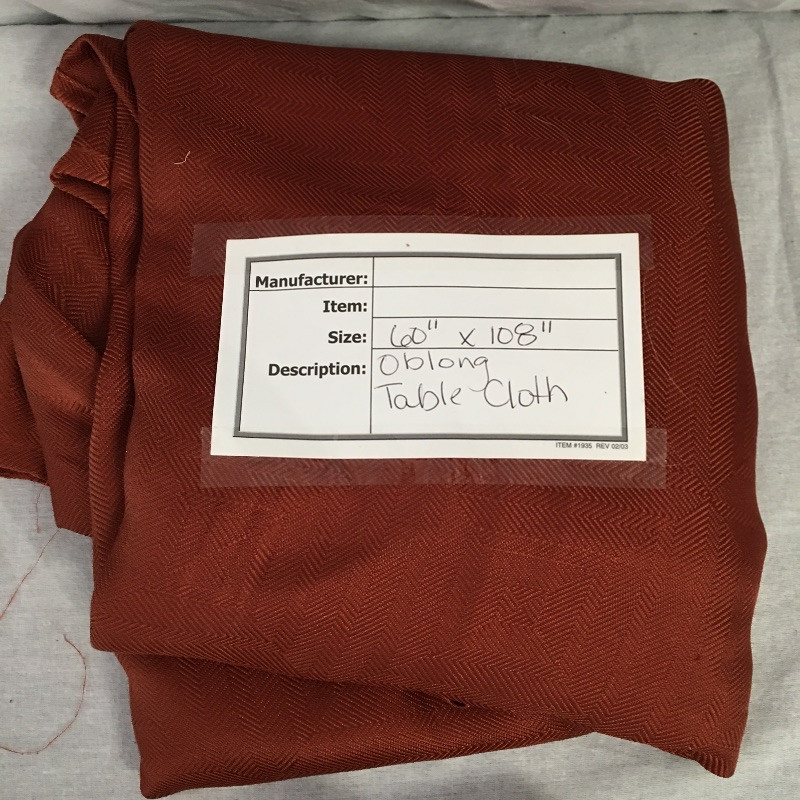 Manufacturer:
Item:
Size: 60" x 108"
Description: Oblong
Table Cloth
ITEM #1935 REV 02/03